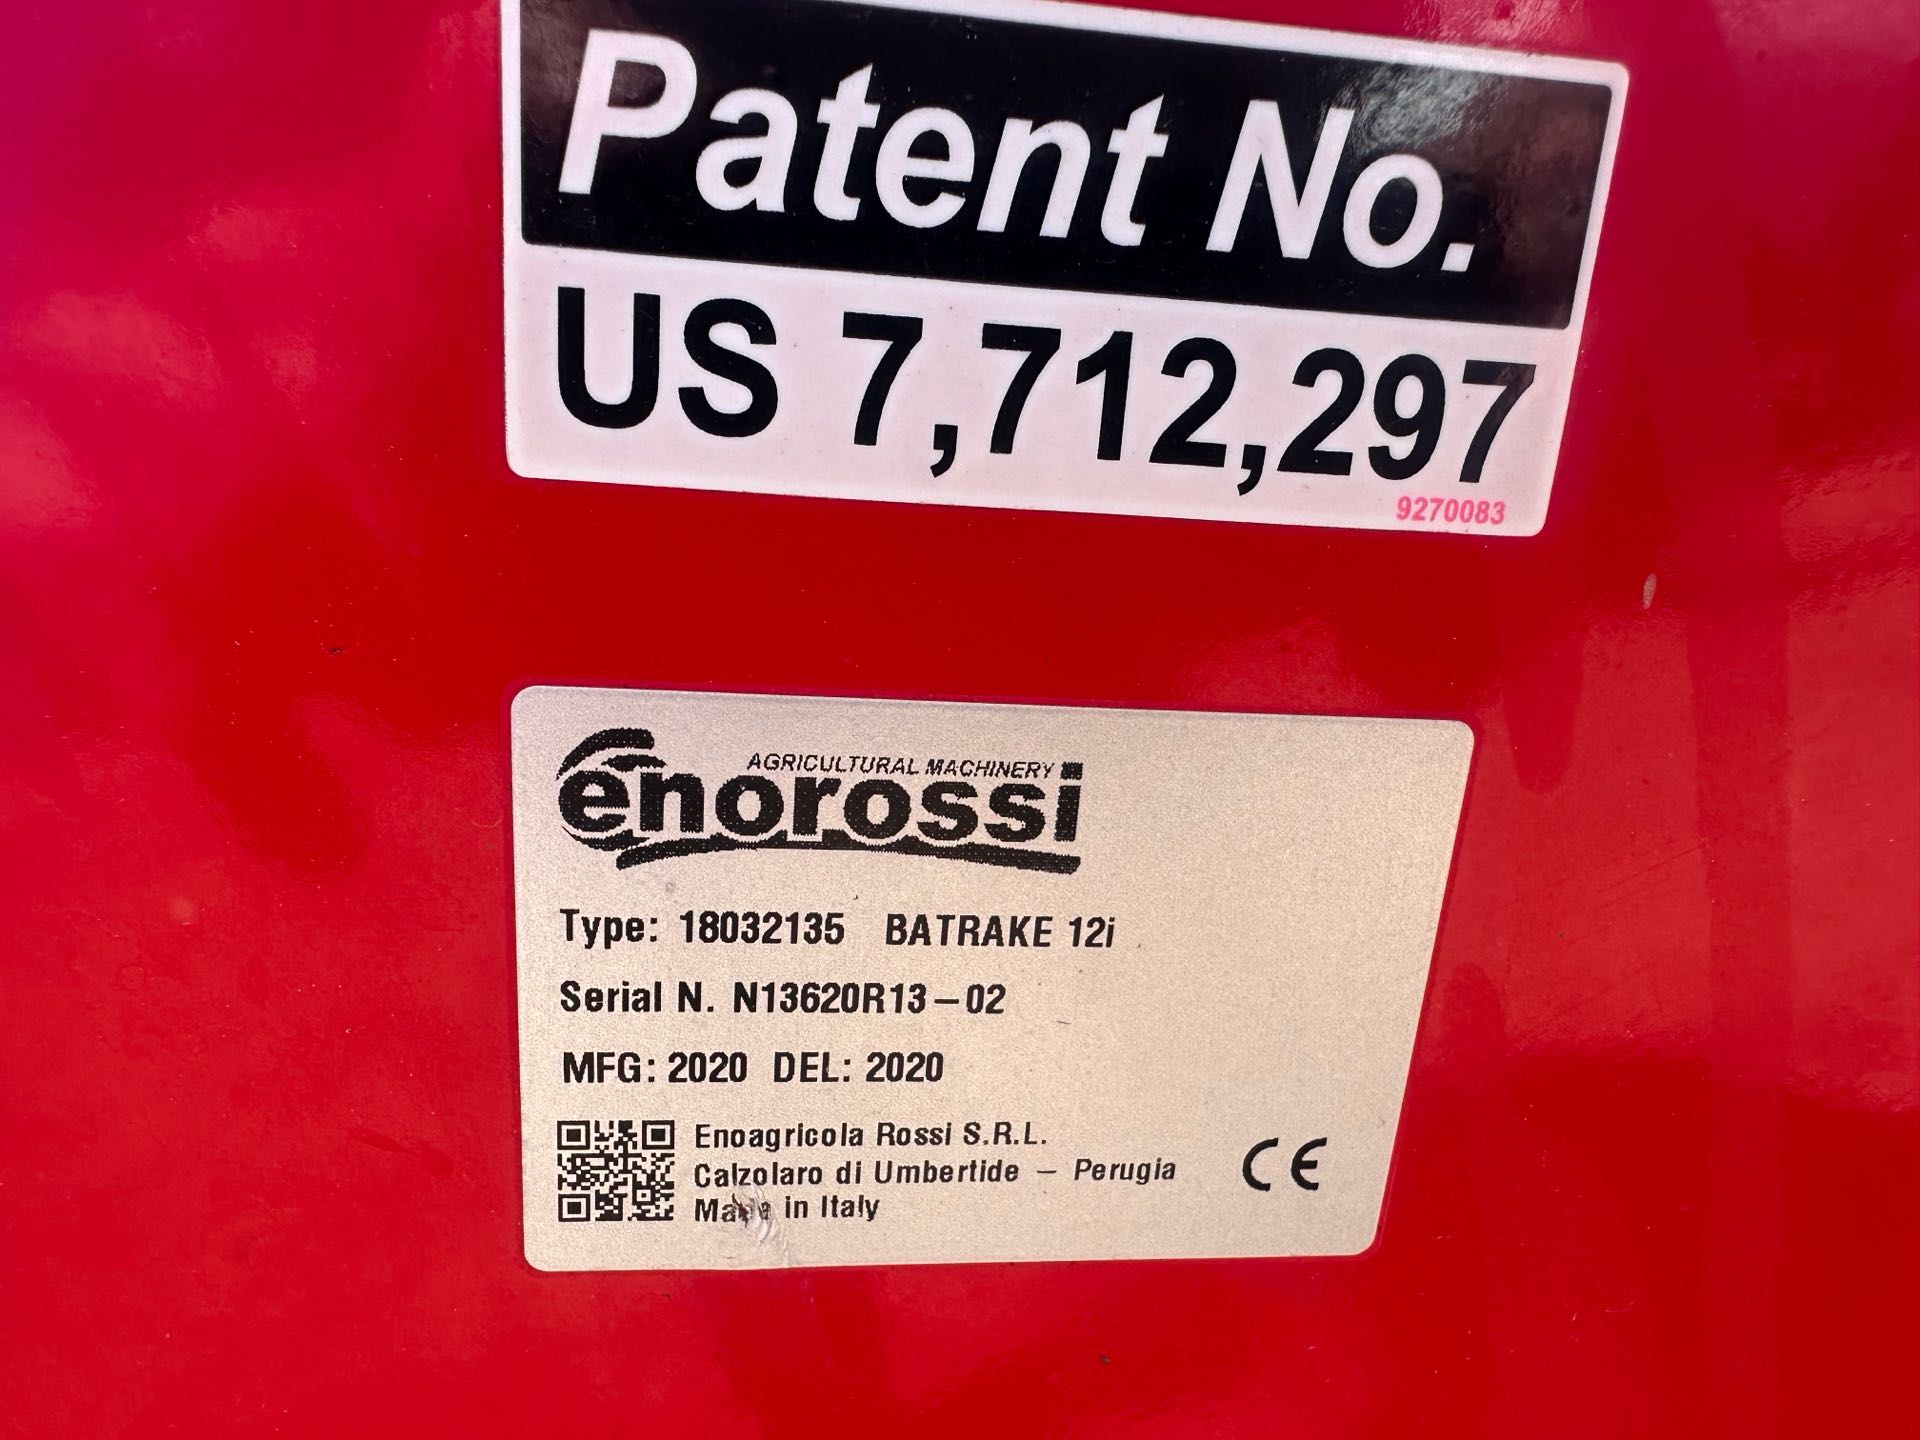 Patent No.
US 7,712,297
9270083
AGRICULTURAL MACHINERY
enorossi
Type: 18032135 BATRAKE 12i
Serial N. N13620R13-02
MFG: 2020 DEL: 2020
Enoagricola Rossi S.R.L.
Calzolaro di Umbertide - Perugia
Made in Italy
CE